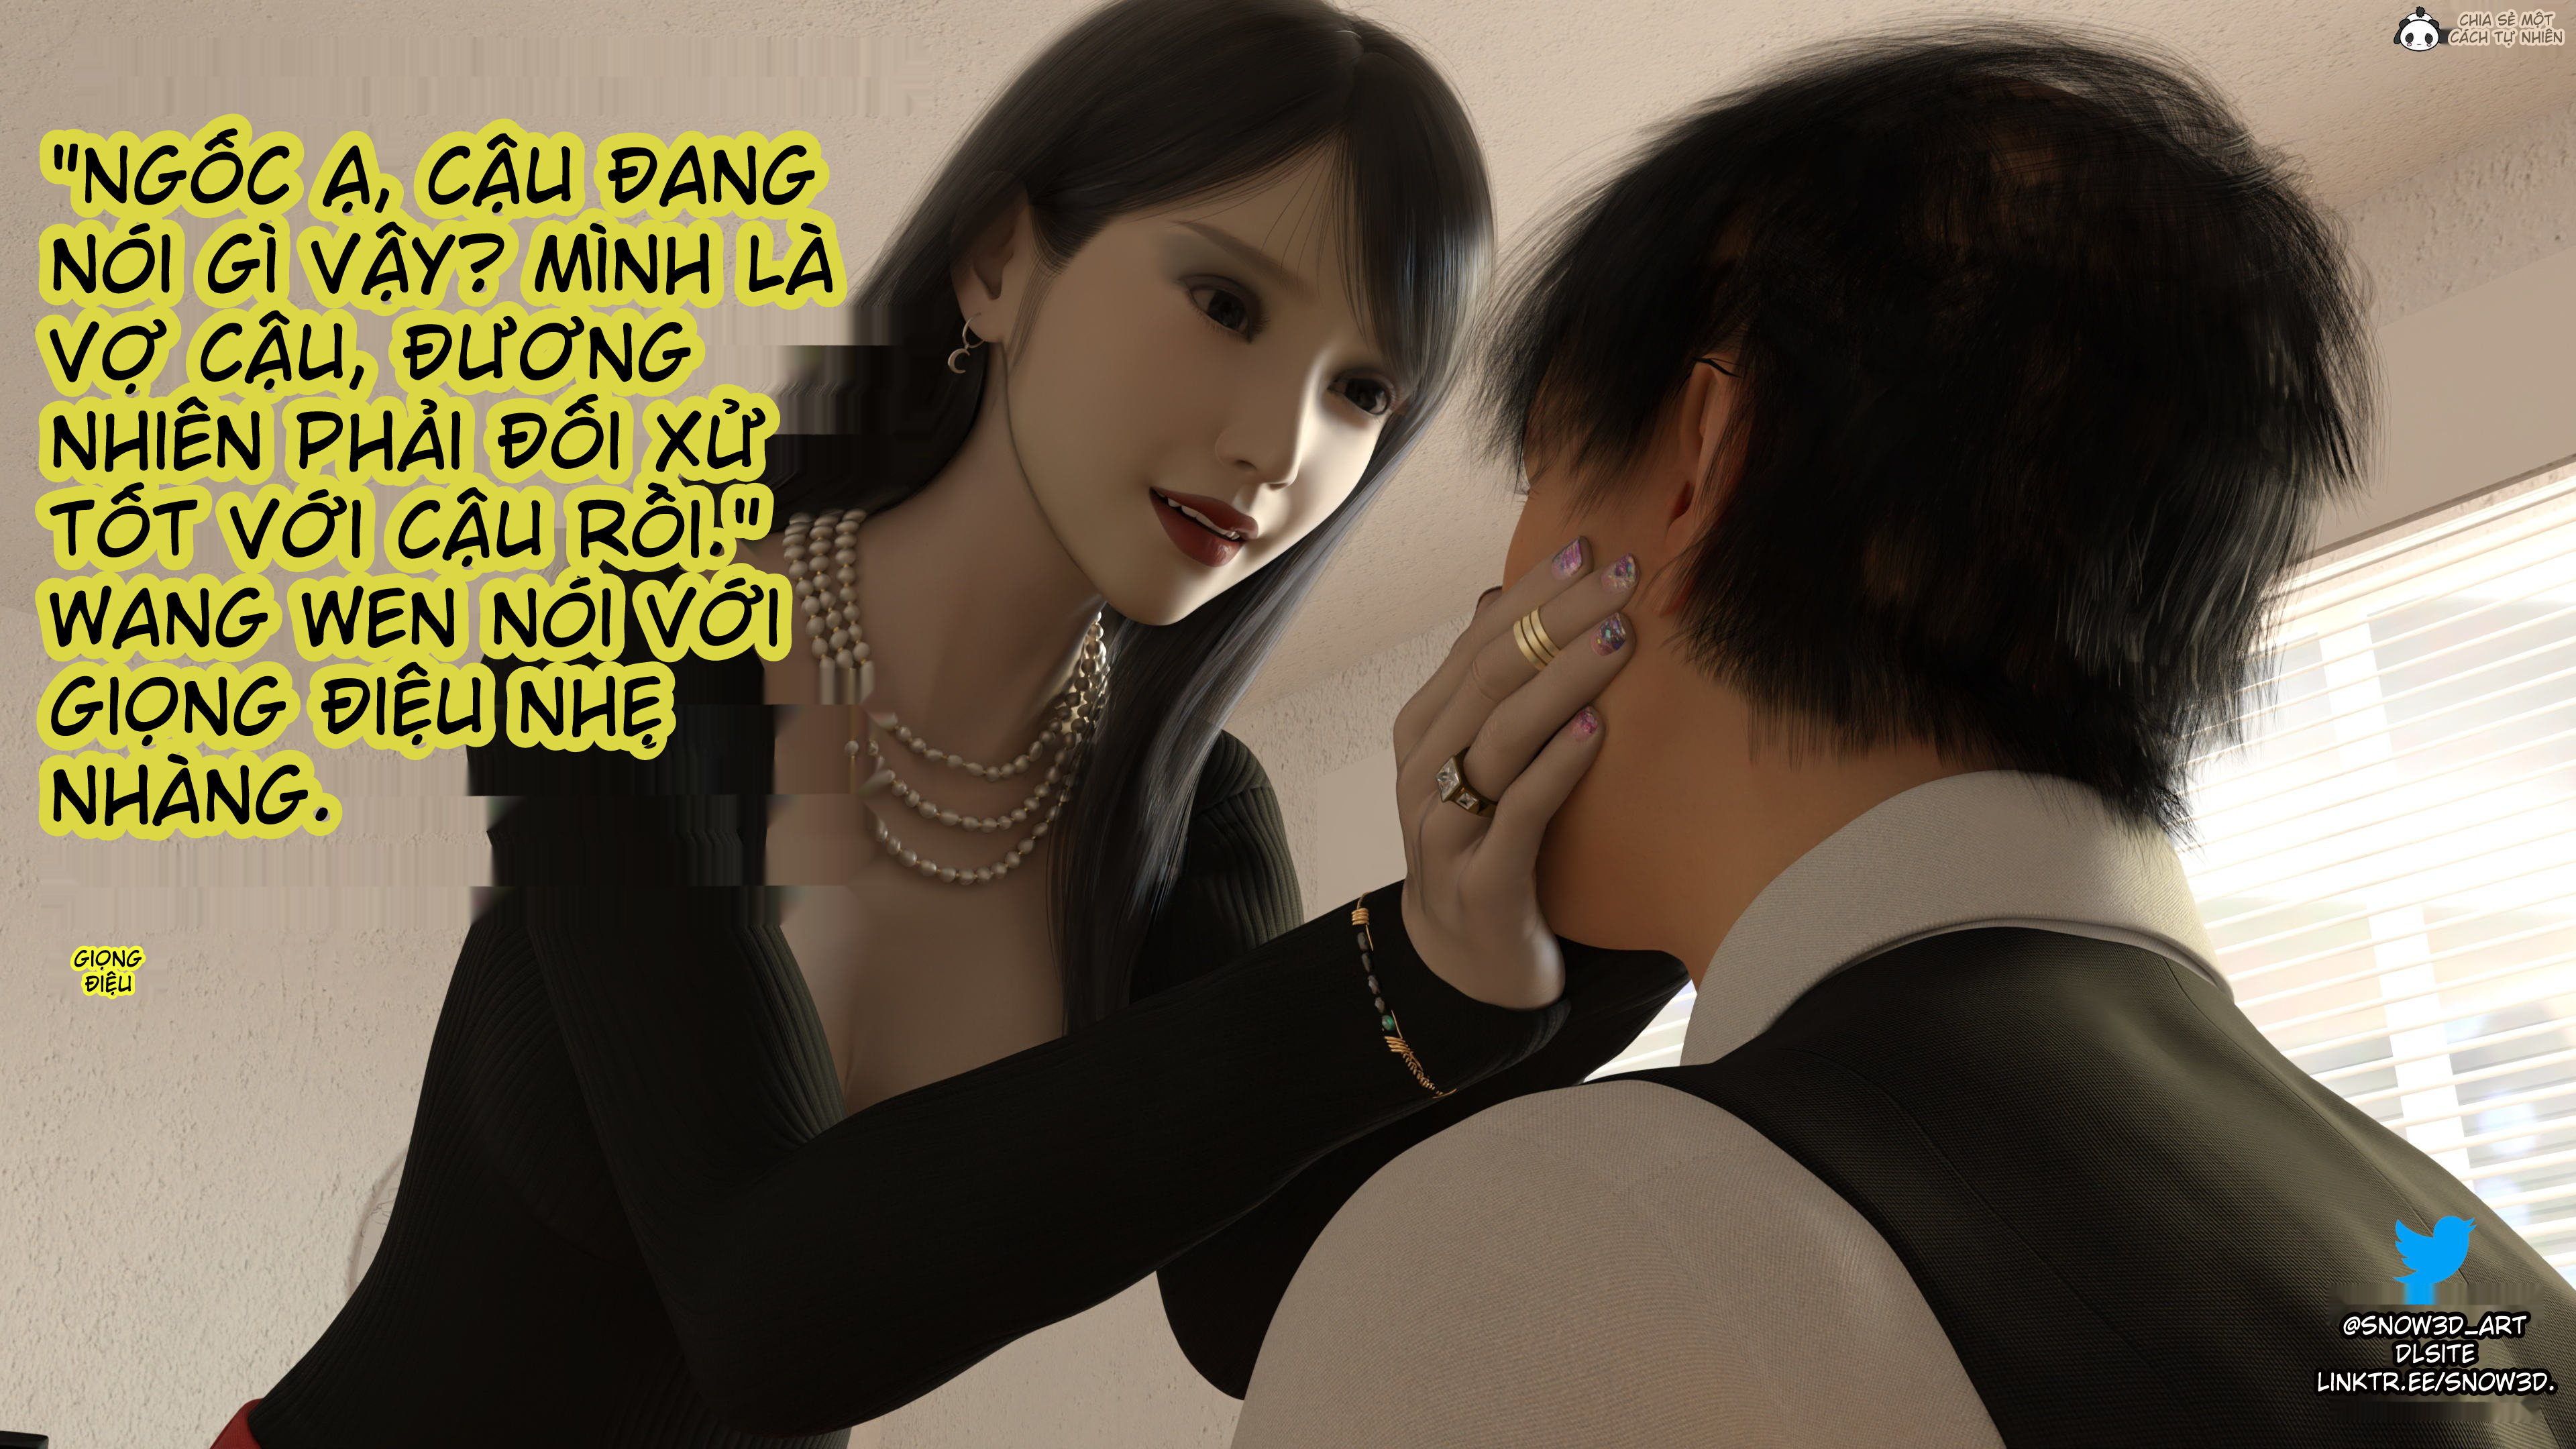 CHIA SẺ MỘT
CÁCH TỰ NHIÊN
"NGỐC Ạ, CẬU ĐANG
NÓI GÌ VẬY? MÌNH LÀ
VỢ CẬU, ĐƯƠNG
NHIÊN PHẢI ĐỐI XỬ
TỐT VỚI CẬU RỒI."
WANG WEN NÓI VỚI
GIỌNG ĐIỆU NHẸ
NHÀNG.
GIỌNG
ĐIỆU
@SNOW3D_ART
DLSITE
LINKTR.EE/SNOW3D.